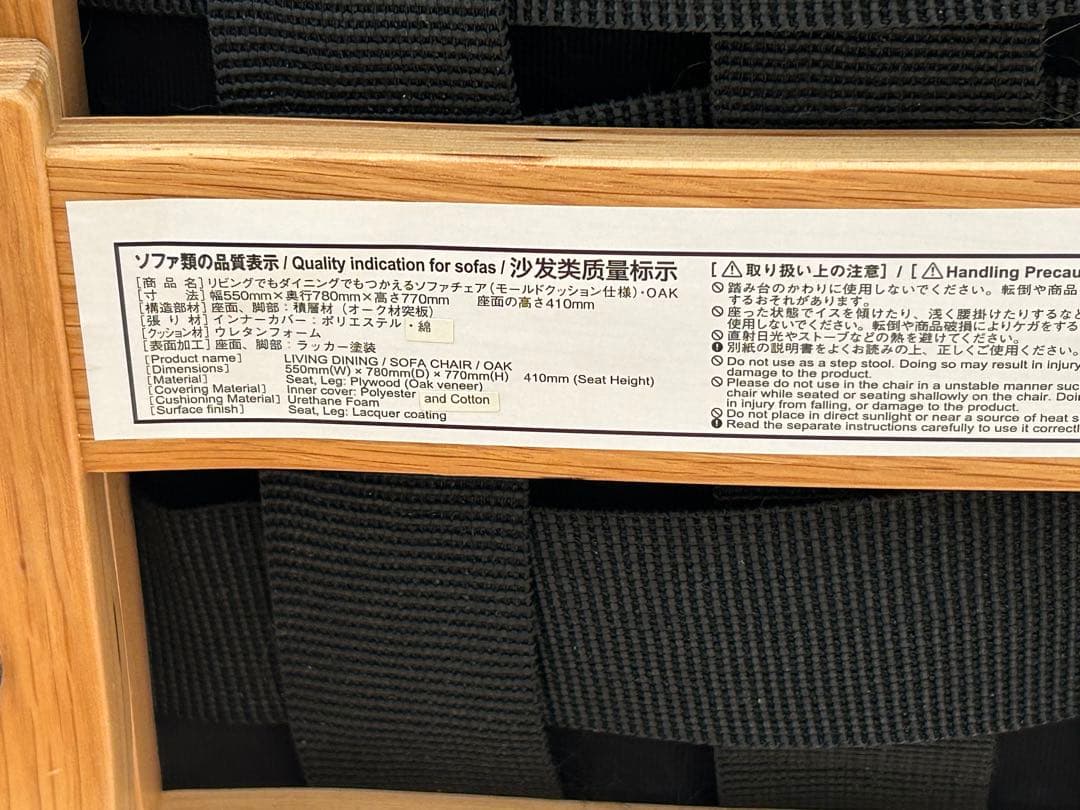 ソファ類の品質表示 / Quality indication for sofas / 沙发类质量标示
[商 品 名] リビングでもダイニングでもつかえるソファチェア(モールドクッション仕様)・OAK
[寸　　法] 幅550mm×奥行780mm×高さ770mm　座面の高さ410mm
[構造部材] 座面、脚部：積層材（オーク材突板）
[張 り 材] インナーカバー：ポリエステル・綿
[クッション材] ウレタンフォーム
[表面加工] 座面、脚部：ラッカー塗装
[Product name] LIVING DINING / SOFA CHAIR / OAK
[Dimensions] 550mm(W) × 780mm(D) × 770mm(H) 410mm (Seat Height)
[Material] Seat, Leg: Plywood (Oak veneer)
[Covering Material] Inner cover: Polyester and Cotton
[Cushioning Material] Urethane Foam
[Surface finish] Seat, Leg: Lacquer coating
[⚠取り扱い上の注意] / [⚠Handling Precau
踏み台のかわりに使用しないでください。転倒や商品
するおそれがあります。
座った状態でイスを傾けたり、浅く腰掛けたりするなど
使用しないでください。転倒や商品破損によりケガをする
直射日光やストーブなどの熱を避けてください。
別紙の説明書をよくお読みの上、正しくご使用ください。
Do not use as a step stool. Doing so may result in injury
damage to the product.
Please do not use in the chair in a unstable manner suc
chair while seated or seating shallowly on the chair. Doin
in injury from falling, or damage to the product.
Do not place in direct sunlight or near a source of heat s
Read the separate instructions carefully to use it correctl